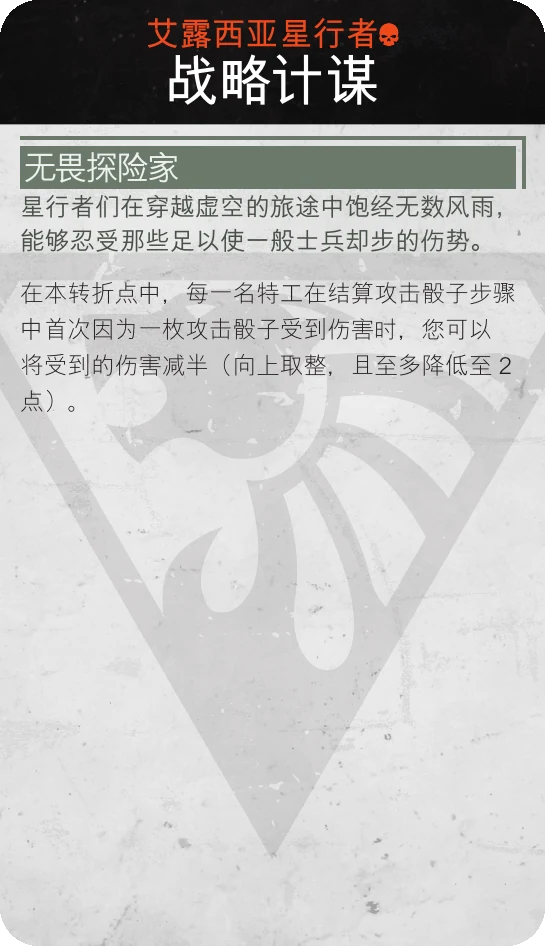 艾露西亚星行者
战略计谋
无畏探险家
星行者们在穿越虚空的旅途中饱经无数风雨，
能够忍受那些足以使一般士兵却步的伤势。
在本转折点中，每一名特工在结算攻击骰子步骤
中首次因为一枚攻击骰子受到伤害时，您可以
将受到的伤害减半（向上取整，且至多降低至 2
点）。